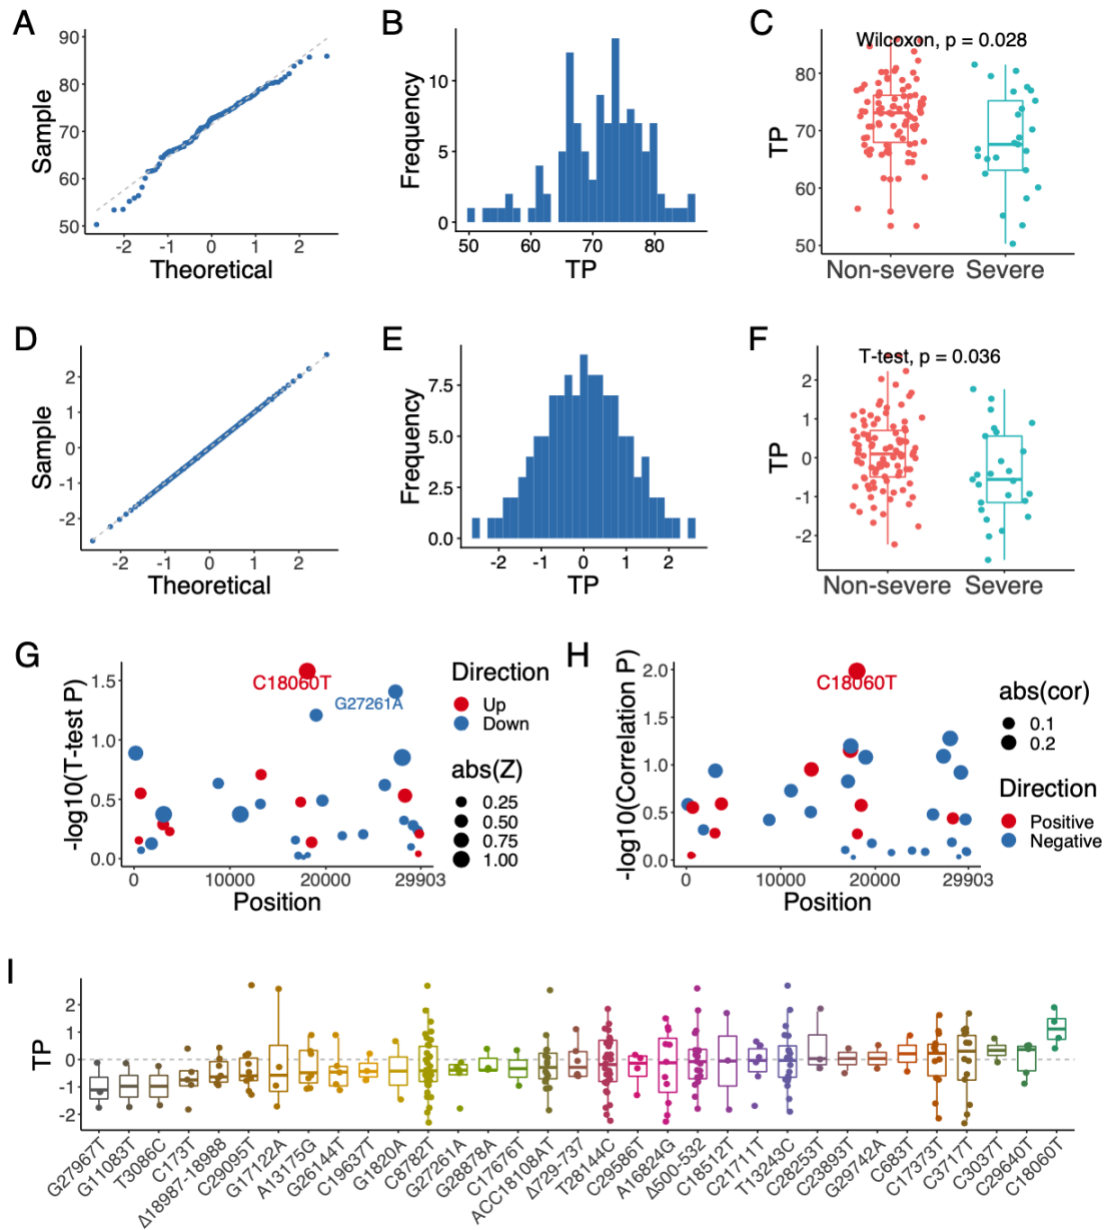 A
90
80
70
60
50
Sample
-2
-1
0
1
2
Theoretical
B
10
5
0
Frequency
50
60
70
80
TP
C
Wilcoxon, p = 0.028
80
70
60
50
TP
Non-severe
Severe
D
2
1
0
-1
-2
Sample
-2
-1
0
1
2
Theoretical
E
7.5
5.0
2.5
0.0
Frequency
-2
-1
0
1
2
TP
F
T-test, p = 0.036
2
1
0
-1
-2
TP
Non-severe
Severe
G
1.5
1.0
0.5
0.0
-log10(T-test P)
C18060T
G27261A
0
10000
20000
29903
Position
Direction
Up
Down
abs(Z)
0.25
0.50
0.75
1.00
H
2.0
1.5
1.0
0.5
0.0
-log10(Correlation P)
C18060T
0
10000
20000
29903
Position
abs(cor)
0.1
0.2
Direction
Positive
Negative
I
2
1
0
-1
-2
TP
G27967T
G11083T
T3086C
C173T
Δ18987-18988
C29095T
G17122A
A13175G
G26144T
C19637T
G1820A
C8782T
G27261A
G28878A
C17676T
ACC18108AT
Δ729-737
T28144C
C29586T
A16824G
Δ500-532
C18512T
C21711T
T13243C
C28253T
C23893T
G29742A
C683T
C17373T
C3717T
C3037T
C29640T
C18060T